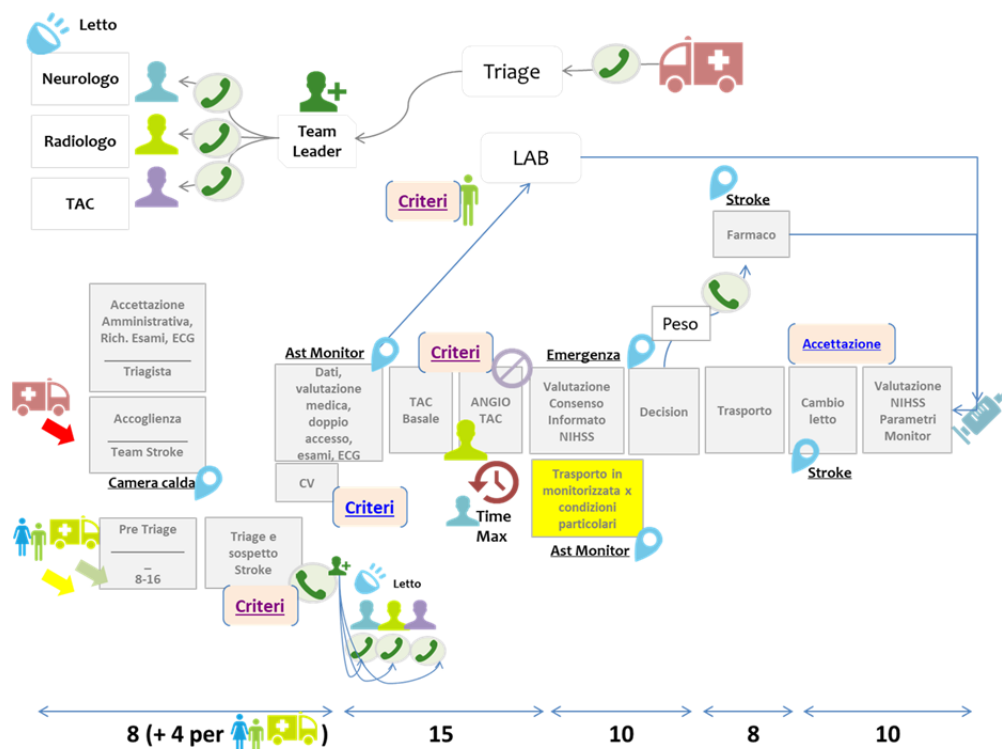 Letto
Neurologo
Radiologo
TAC
Team
Leader
Triage
LAB
Criteri
Stroke
Farmaco
Peso
Accettazione
Amministrativa,
Rich. Esami, ECG
Triagista
Accoglienza
Team Stroke
Camera calda
Ast Monitor
Dati,
valutazione
medica,
doppio
accesso,
esami, ECG
CV
Criteri
Criteri
TAC
Basale
ANGIO
TAC
Time
Max
Emergenza
Valutazione
Consenso
Informato
NIHSS
Decision
Trasporto
Accettazione
Cambio
letto
Stroke
Valutazione
NIHSS
Parametri
Monitor
Trasporto in
monitorizzata x
condizioni
particolari
Ast Monitor
Pre Triage
_
8-16
Triage e
sospetto
Stroke
Criteri
Letto
8 (+ 4 per )
15
10
8
10